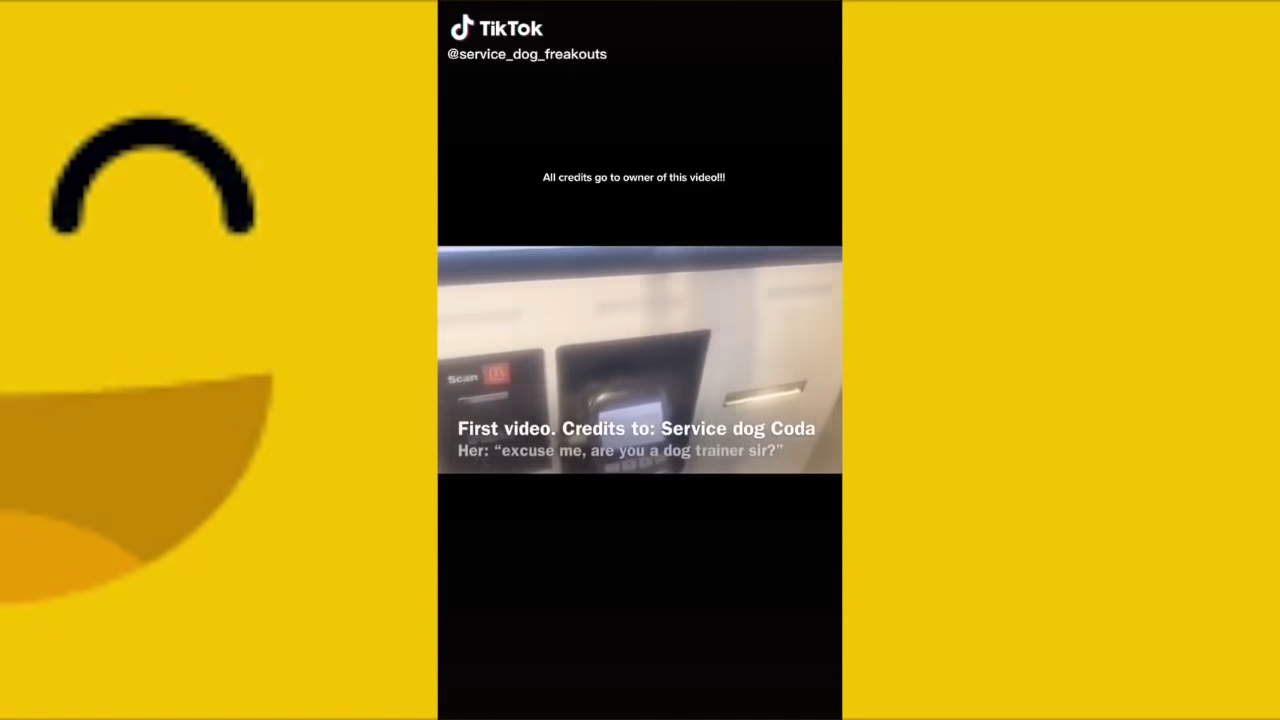 TikTok
@service_dog_freakouts
All credits go to owner of this video!!!
Scan
First video. Credits to: Service dog Coda
Her: “excuse me, are you a dog trainer sir?”